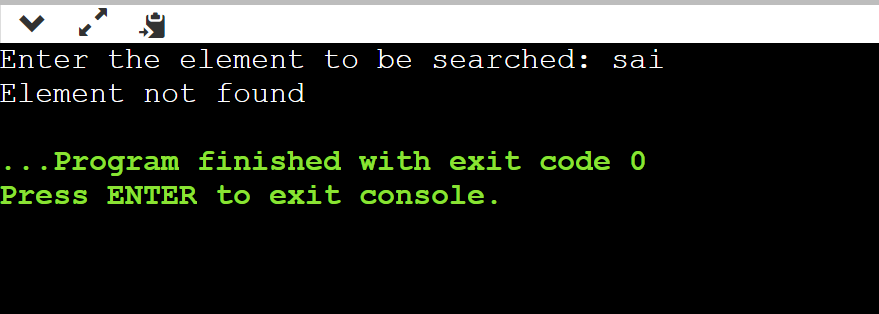 Enter the element to be searched: sai
Element not found
...Program finished with exit code 0
Press ENTER to exit console.